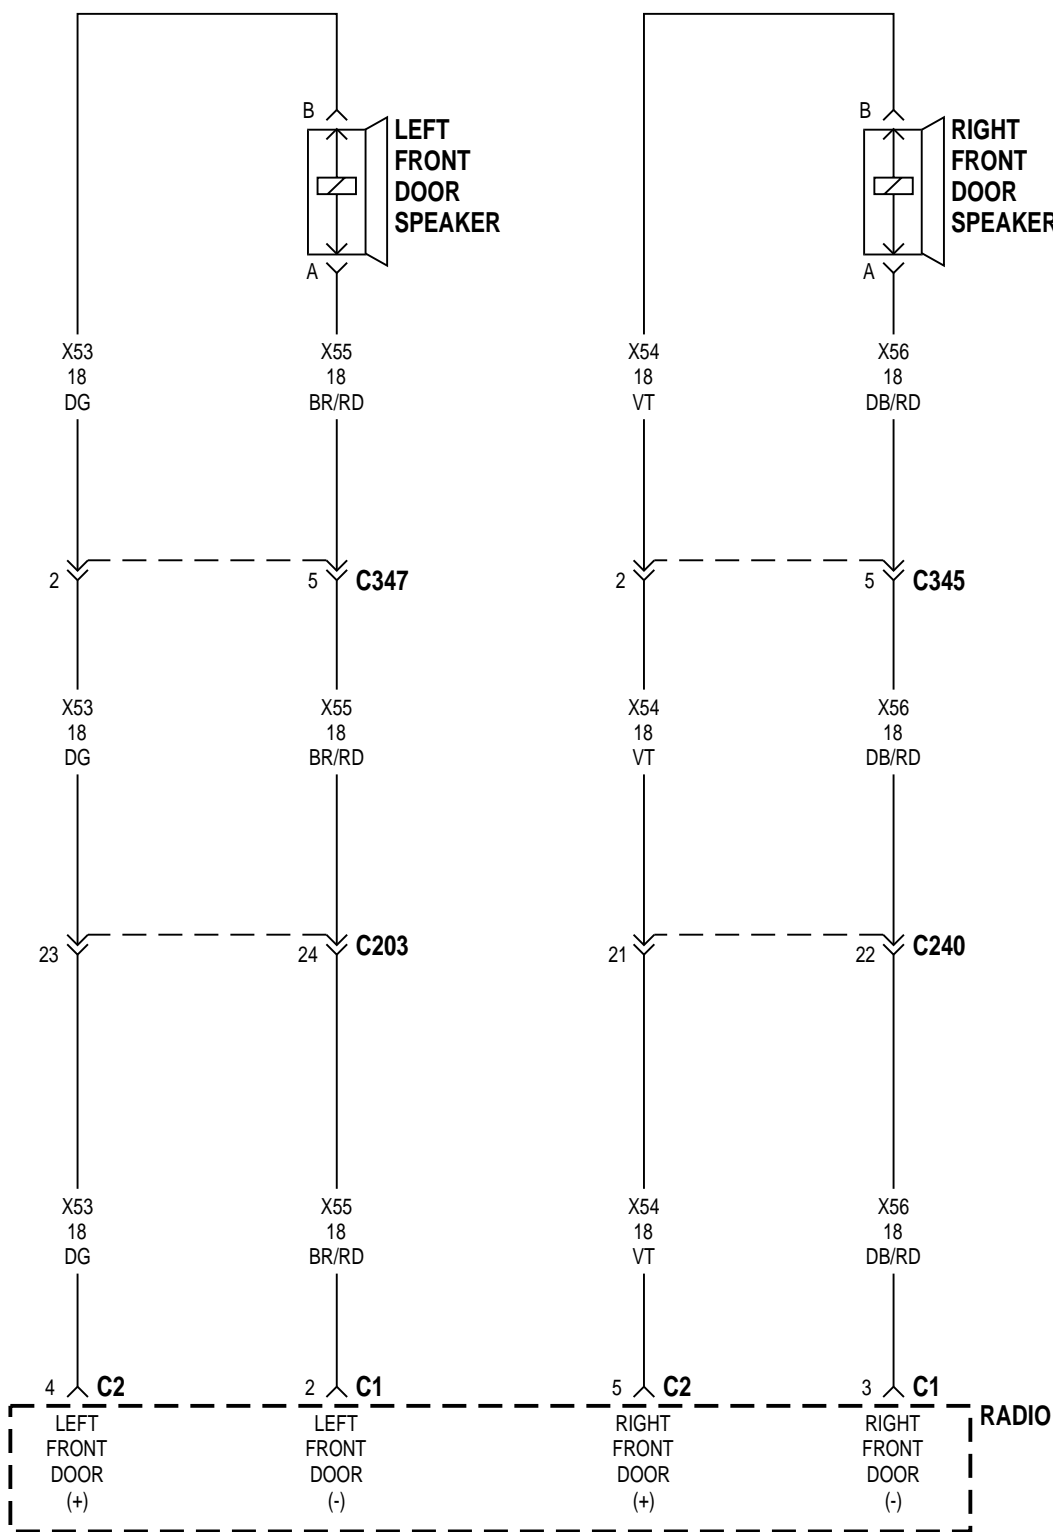 B
LEFT
FRONT
DOOR
SPEAKER
A
B
RIGHT
FRONT
DOOR
SPEAKER
A
X53
18
DG
X55
18
BR/RD
X54
18
VT
X56
18
DB/RD
2
5 C347
2
5 C345
X53
18
DG
X55
18
BR/RD
X54
18
VT
X56
18
DB/RD
23
24 C203
21
22 C240
X53
18
DG
X55
18
BR/RD
X54
18
VT
X56
18
DB/RD
4 C2
2 C1
5 C2
3 C1
RADIO
LEFT
FRONT
DOOR
(+)
LEFT
FRONT
DOOR
(-)
RIGHT
FRONT
DOOR
(+)
RIGHT
FRONT
DOOR
(-)